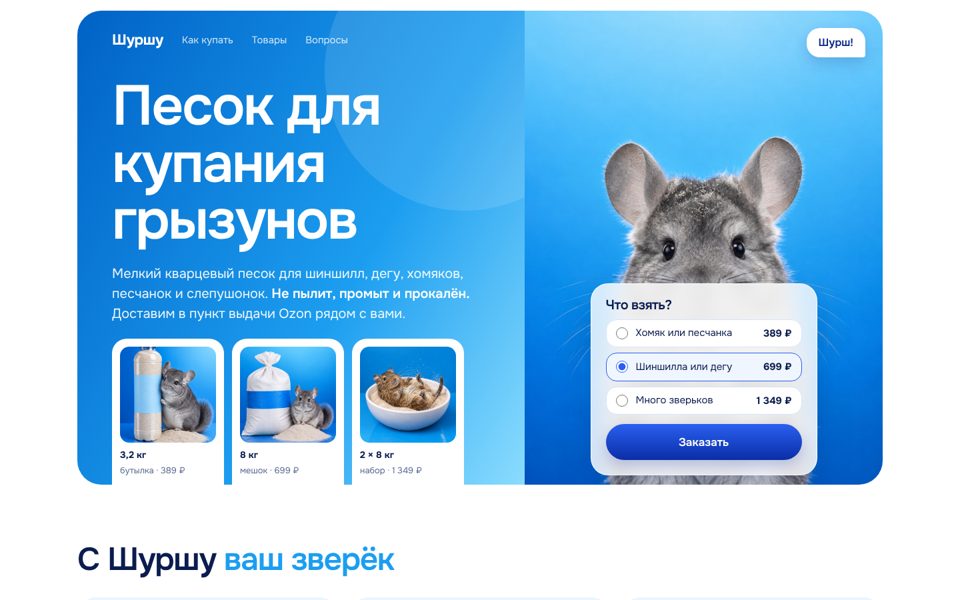 Шуршу
Как купать
Товары
Вопросы
Шурш!
Песок для
купания
грызунов
Мелкий кварцевый песок для шиншилл, дегу, хомяков,
песчанок и слепушонок. Не пылит, промыт и прокалён.
Доставим в пункт выдачи Ozon рядом с вами.
3,2 кг
бутылка · 389 ₽
8 кг
мешок · 699 ₽
2 × 8 кг
набор · 1 349 ₽
Что взять?
Хомяк или песчанка 389 ₽
Шиншилла или дегу 699 ₽
Много зверьков 1 349 ₽
Заказать
С Шуршу ваш зверёк